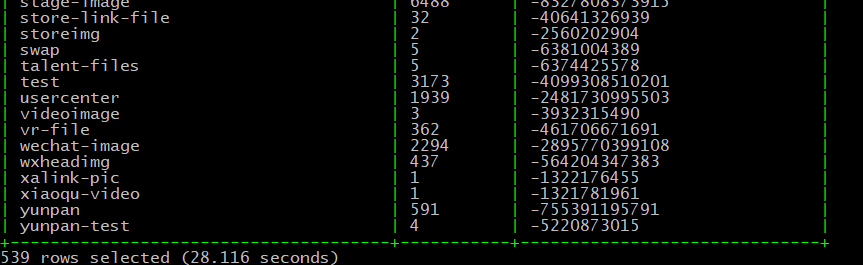 | stage-image | 6488 | -8327808373915 |
| store-link-file | 32 | -40641326939 |
| storeimg | 2 | -2560202904 |
| swap | 5 | -6381004389 |
| talent-files | 5 | -6374425578 |
| test | 3173 | -4099308510201 |
| usercenter | 1939 | -2481730995503 |
| videoimage | 3 | -3932315490 |
| vr-file | 362 | -461706671691 |
| wechat-image | 2294 | -2895770399108 |
| wxheadimg | 437 | -564204347383 |
| xalink-pic | 1 | -1322176455 |
| xiaoqu-video | 1 | -1321781961 |
| yunpan | 591 | -755391195791 |
| yunpan-test | 4 | -5220873015 |
539 rows selected (28.116 seconds)